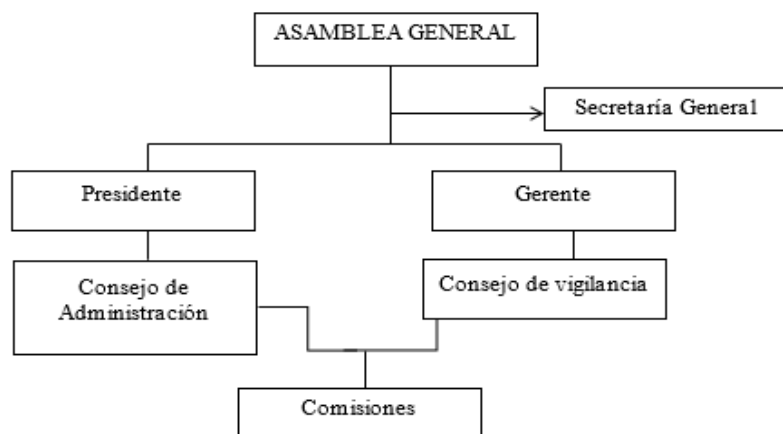 ASAMBLEA GENERAL
Secretaría General
Presidente
Gerente
Consejo de
Administración
Consejo de vigilancia
Comisiones